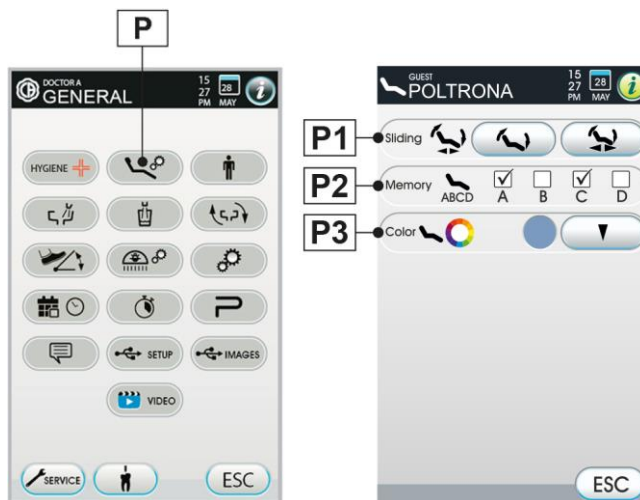 P
DOCTOR A
GENERAL
15
27
PM
28
MAY
i
HYGIENE
SETUP
IMAGES
VIDEO
SERVICE
ESC
GUEST
POLTRONA
15
27
PM
28
MAY
i
P1
Sliding
P2
Memory
ABCD
A
B
C
D
P3
Color
ESC